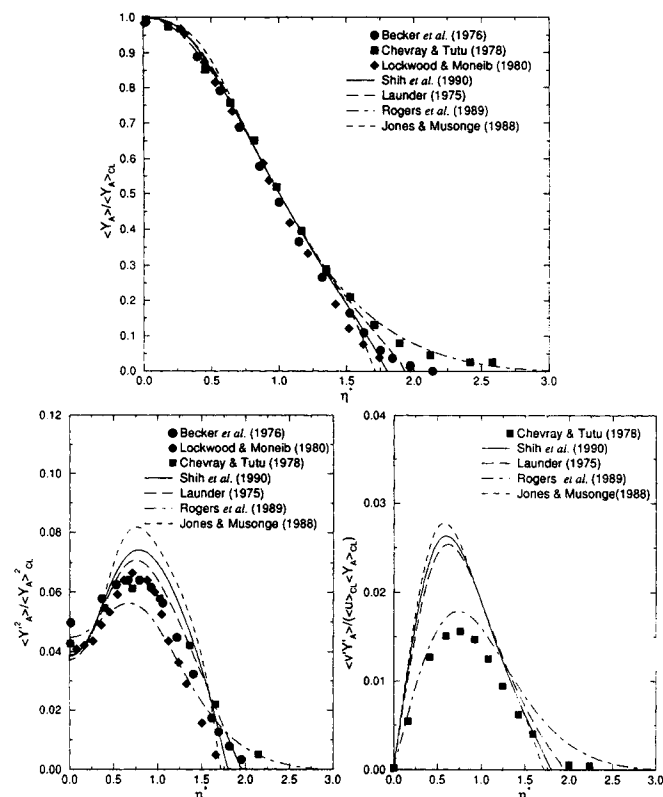 1.0
0.9
0.8
0.7
0.6
0.5
0.4
0.3
0.2
0.1
0.0
<Y_A>/<Y_A>_CL
Becker et al. (1976)
Chevray & Tutu (1978)
Lockwood & Moneib (1980)
Shih et al. (1990)
Launder (1975)
Rogers et al. (1989)
Jones & Musonge (1988)
0.0 0.5 1.0 1.5 2.0 2.5 3.0
η*
0.12
0.10
0.08
0.06
0.04
0.02
0.00
<Y'²_A>/<Y_A>²_CL
Becker et al. (1976)
Lockwood & Moneib (1980)
Chevray & Tutu (1978)
Shih et al. (1990)
Launder (1975)
Rogers et al. (1989)
Jones & Musonge (1988)
0.0 0.5 1.0 1.5 2.0 2.5 3.0
η*
0.04
0.03
0.02
0.01
0.00
<v'Y'_A>/(<u>_CL<Y_A>_CL)
Chevray & Tutu (1978)
Shih et al. (1990)
Launder (1975)
Rogers et al. (1989)
Jones & Musonge(1988)
0.0 0.5 1.0 1.5 2.0 2.5 3.0
η*